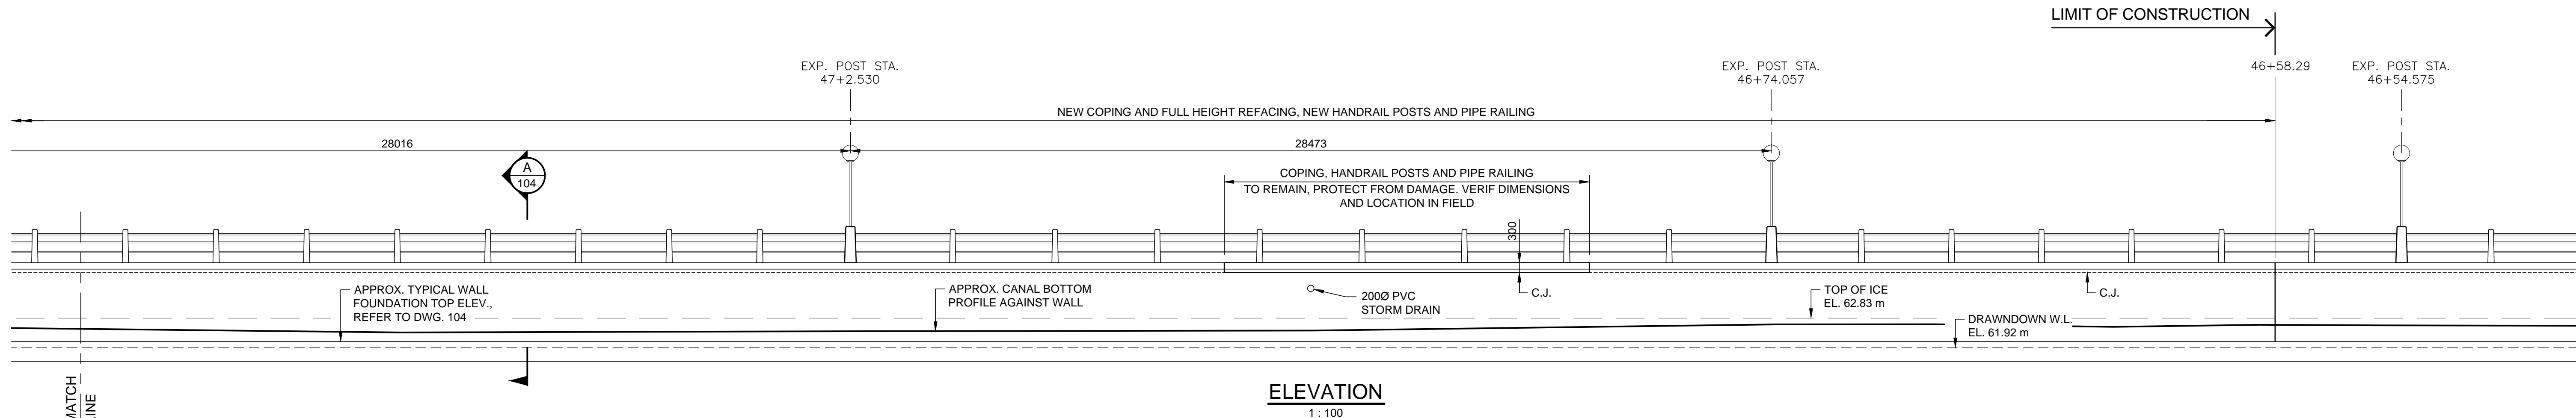 LIMIT OF CONSTRUCTION
EXP. POST STA.
47+2.530
EXP. POST STA.
46+74.057
46+58.29
EXP. POST STA.
46+54.575
NEW COPING AND FULL HEIGHT REFACING, NEW HANDRAIL POSTS AND PIPE RAILING
28016
28473
A
104
COPING, HANDRAIL POSTS AND PIPE RAILING
TO REMAIN, PROTECT FROM DAMAGE. VERIF DIMENSIONS
AND LOCATION IN FIELD
300
APPROX. TYPICAL WALL
FOUNDATION TOP ELEV.,
REFER TO DWG. 104
APPROX. CANAL BOTTOM
PROFILE AGAINST WALL
200Ø PVC
STORM DRAIN
C.J.
TOP OF ICE
EL. 62.83 m
C.J.
DRAWNDOWN W.L.
EL. 61.92 m
MATCH
LINE
ELEVATION
1 : 100